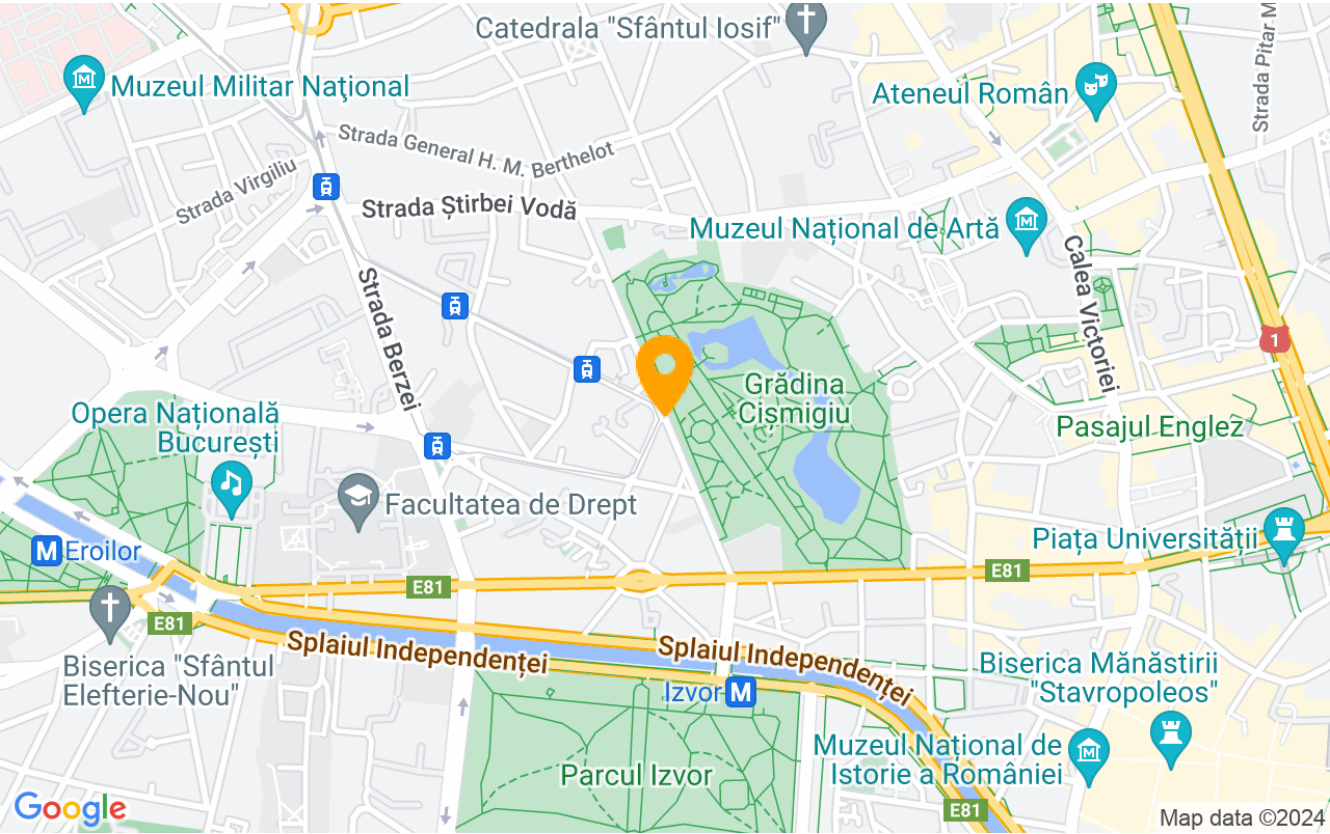 Catedrala "Sfântul Iosif"
Muzeul Militar Naţional
Ateneul Român
Strada Pitar M
Strada General H. M. Berthelot
Strada Virgiliu
Strada Știrbei Vodă
Muzeul Național de Artă
Calea Victoriei
Strada Berzei
1
Grădina
Cișmigiu
Opera Națională
București
Pasajul Englez
Facultatea de Drept
Piața Universității
M Eroilor
E81
E81
E81
Splaiul Independenței
Splaiul Independenței
Biserica "Sfântul
Elefterie-Nou"
Biserica Mănăstirii
"Stavropoleos"
Izvor M
Muzeul Național de
Istorie a României
Parcul Izvor
E81
Google
Map data ©2024